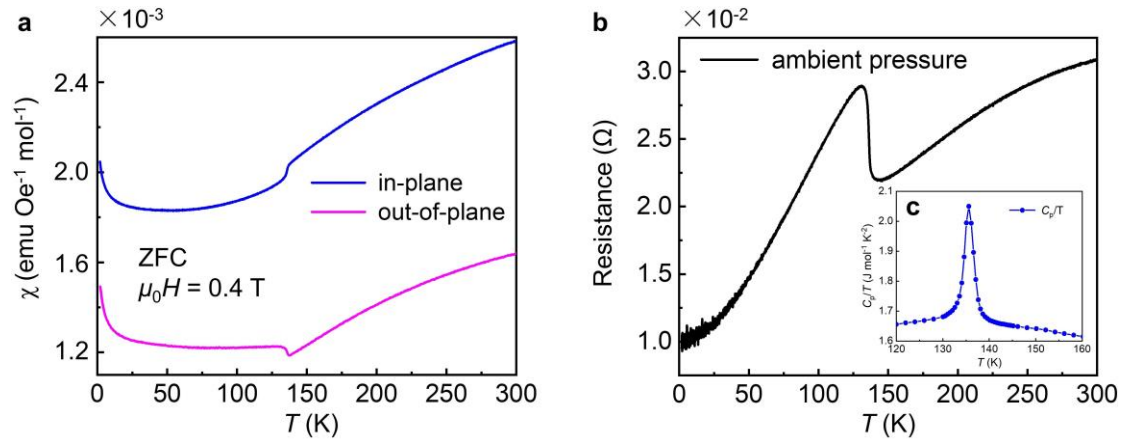 a
×10⁻³
χ (emu Oe⁻¹ mol⁻¹)
2.4
2.0
1.6
1.2
in-plane
out-of-plane
ZFC
μ₀H = 0.4 T
0 50 100 150 200 250 300
T (K)
b
×10⁻²
ambient pressure
Resistance (Ω)
3.0
2.5
2.0
1.5
1.0
0 50 100 150 200 250 300
T (K)
c
Cₚ/T
Cₚ/T (J mol⁻¹ K⁻²)
2.1
2.0
1.9
1.8
1.7
1.6
120 130 140 150 160
T (K)